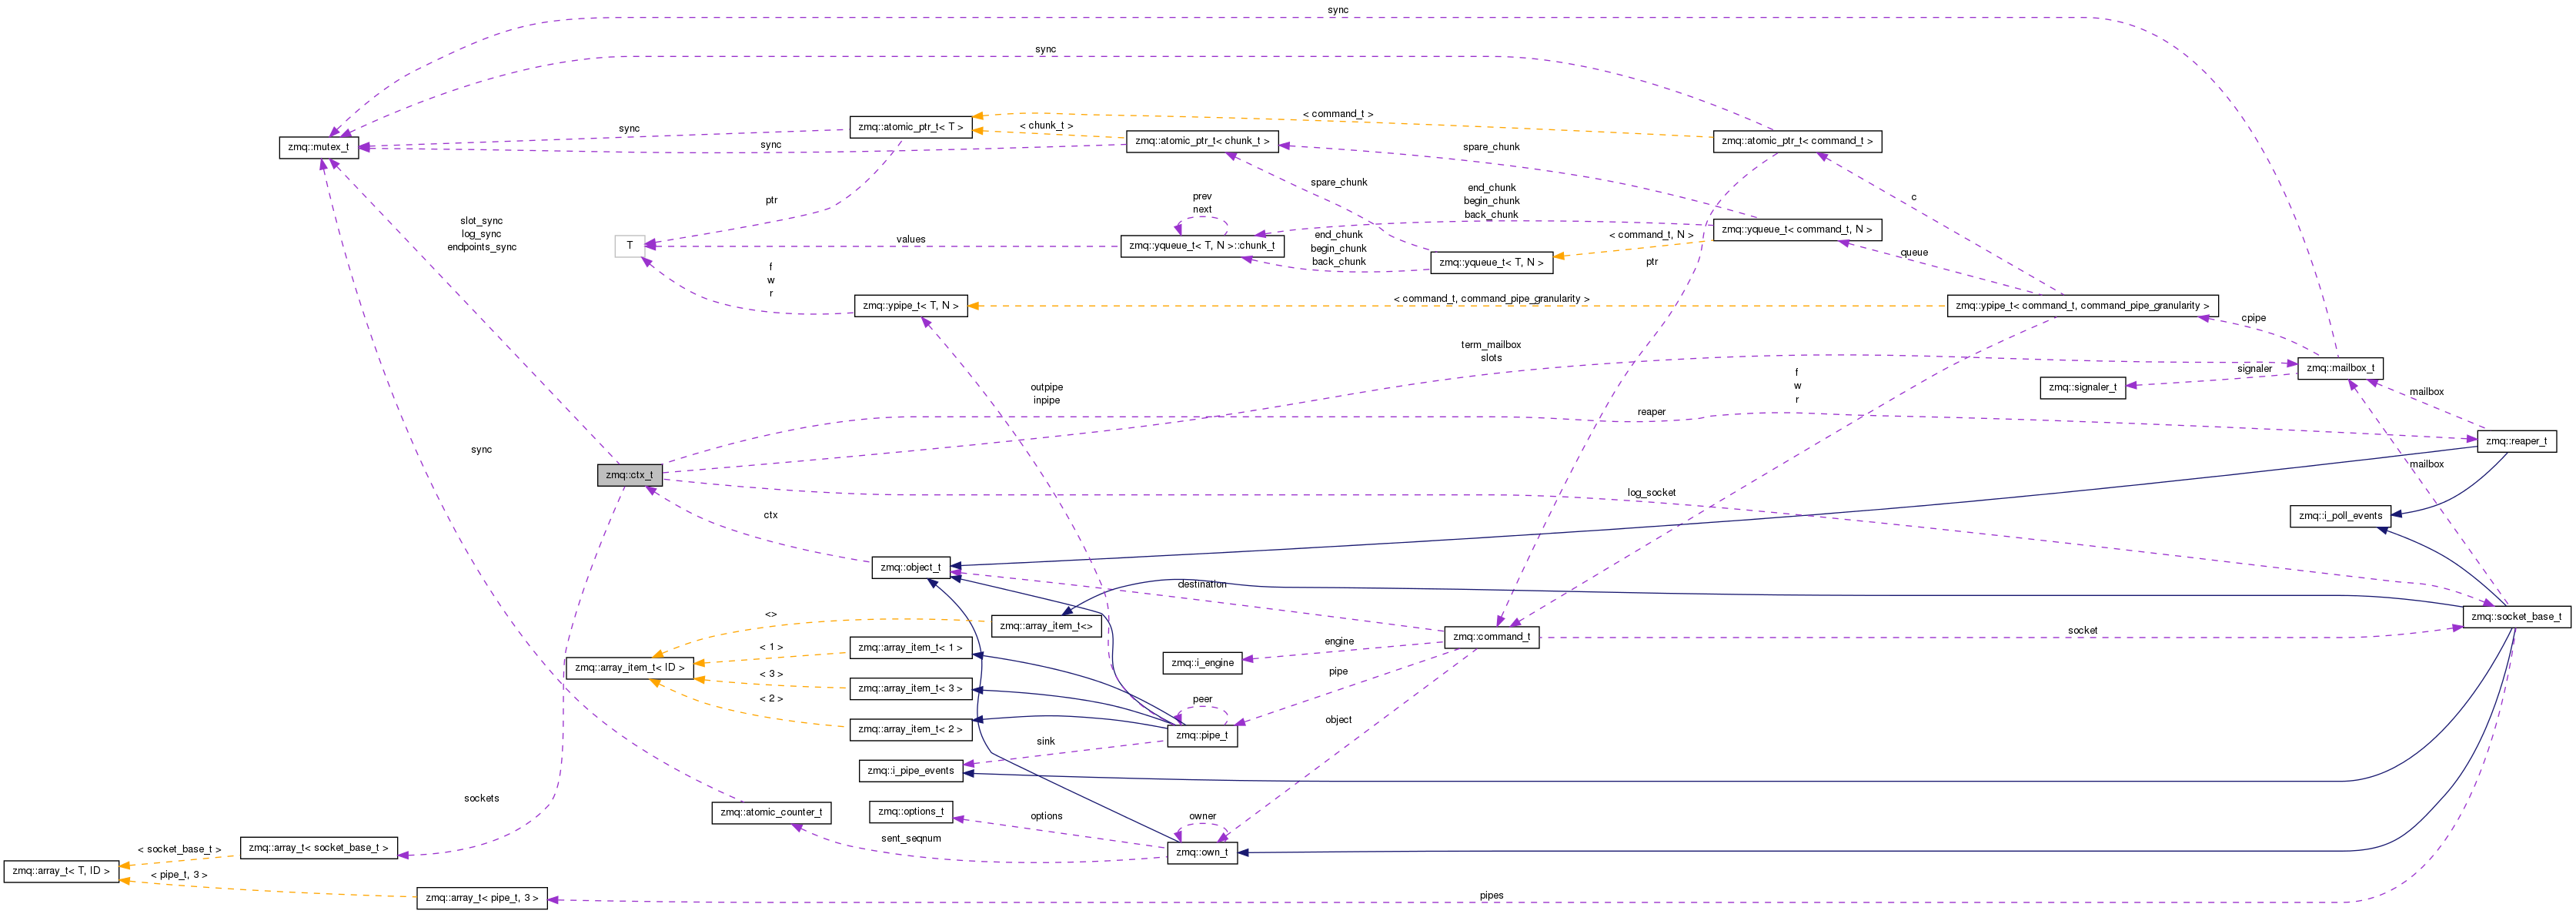 sync
sync
< command_t >
zmq::atomic_ptr_t< T >
< chunk_t >
sync
zmq::mutex_t
sync
zmq::atomic_ptr_t< chunk_t >
zmq::atomic_ptr_t< command_t >
spare_chunk
spare_chunk
ptr
prev
next
end_chunk
begin_chunk
back_chunk
c
slot_sync
log_sync
endpoints_sync
T
values
zmq::yqueue_t< T, N >::chunk_t
end_chunk
begin_chunk
back_chunk
< command_t, N >
zmq::yqueue_t< command_t, N >
zmq::yqueue_t< T, N >
ptr
queue
f
w
r
zmq::ypipe_t< T, N >
< command_t, command_pipe_granularity >
zmq::ypipe_t< command_t, command_pipe_granularity >
cpipe
term_mailbox
slots
zmq::mailbox_t
signaler
zmq::signaler_t
f
w
r
outpipe
inpipe
mailbox
reaper
zmq::reaper_t
sync
zmq::ctx_t
mailbox
log_socket
ctx
zmq::i_poll_events
zmq::object_t
destination
<>
zmq::array_item_t<>
zmq::socket_base_t
socket
zmq::command_t
engine
zmq::i_engine
< 1 >
zmq::array_item_t< 1 >
zmq::array_item_t< ID >
< 3 >
zmq::array_item_t< 3 >
pipe
< 2 >
zmq::array_item_t< 2 >
peer
zmq::pipe_t
object
sink
zmq::i_pipe_events
sockets
zmq::atomic_counter_t
zmq::options_t
options
owner
sent_seqnum
zmq::own_t
< socket_base_t >
zmq::array_t< socket_base_t >
zmq::array_t< T, ID >
< pipe_t, 3 >
zmq::array_t< pipe_t, 3 >
pipes